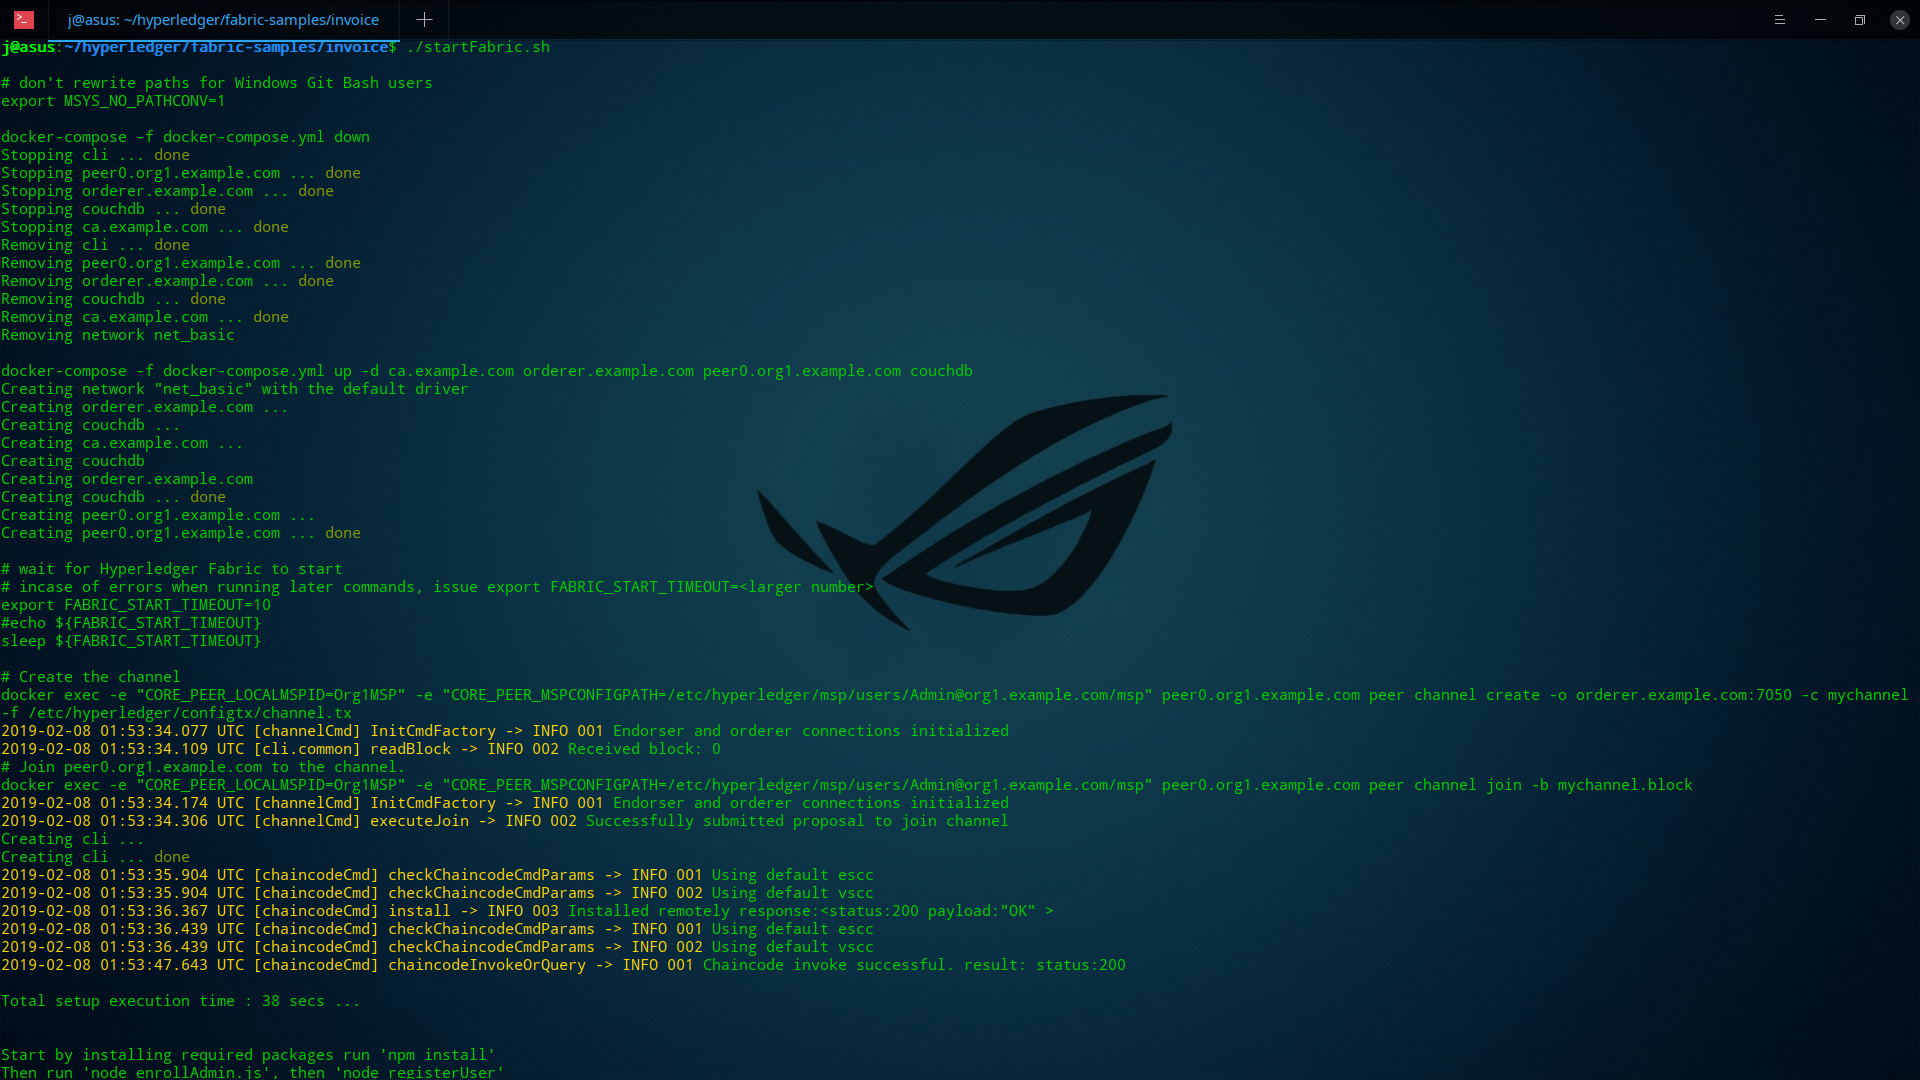 j@asus: ~/hyperledger/fabric-samples/invoice
j@asus:~/hyperledger/fabric-samples/invoice$ ./startFabric.sh
# don't rewrite paths for Windows Git Bash users
export MSYS_NO_PATHCONV=1
docker-compose -f docker-compose.yml down
Stopping cli ... done
Stopping peer0.org1.example.com ... done
Stopping orderer.example.com ... done
Stopping couchdb ... done
Stopping ca.example.com ... done
Removing cli ... done
Removing peer0.org1.example.com ... done
Removing orderer.example.com ... done
Removing couchdb ... done
Removing ca.example.com ... done
Removing network net_basic
docker-compose -f docker-compose.yml up -d ca.example.com orderer.example.com peer0.org1.example.com couchdb
Creating network "net_basic" with the default driver
Creating orderer.example.com ...
Creating couchdb ...
Creating ca.example.com ...
Creating couchdb
Creating orderer.example.com
Creating couchdb ... done
Creating peer0.org1.example.com ...
Creating peer0.org1.example.com ... done
# wait for Hyperledger Fabric to start
# incase of errors when running later commands, issue export FABRIC_START_TIMEOUT=<larger number>
export FABRIC_START_TIMEOUT=10
#echo ${FABRIC_START_TIMEOUT}
sleep ${FABRIC_START_TIMEOUT}
# Create the channel
docker exec -e "CORE_PEER_LOCALMSPID=Org1MSP" -e "CORE_PEER_MSPCONFIGPATH=/etc/hyperledger/msp/users/Admin@org1.example.com/msp" peer0.org1.example.com peer channel create -o orderer.example.com:7050 -c mychannel
-f /etc/hyperledger/configtx/channel.tx
2019-02-08 01:53:34.077 UTC [channelCmd] InitCmdFactory -> INFO 001 Endorser and orderer connections initialized
2019-02-08 01:53:34.109 UTC [cli.common] readBlock -> INFO 002 Received block: 0
# Join peer0.org1.example.com to the channel.
docker exec -e "CORE_PEER_LOCALMSPID=Org1MSP" -e "CORE_PEER_MSPCONFIGPATH=/etc/hyperledger/msp/users/Admin@org1.example.com/msp" peer0.org1.example.com peer channel join -b mychannel.block
2019-02-08 01:53:34.174 UTC [channelCmd] InitCmdFactory -> INFO 001 Endorser and orderer connections initialized
2019-02-08 01:53:34.306 UTC [channelCmd] executeJoin -> INFO 002 Successfully submitted proposal to join channel
Creating cli ...
Creating cli ... done
2019-02-08 01:53:35.904 UTC [chaincodeCmd] checkChaincodeCmdParams -> INFO 001 Using default escc
2019-02-08 01:53:35.904 UTC [chaincodeCmd] checkChaincodeCmdParams -> INFO 002 Using default vscc
2019-02-08 01:53:36.367 UTC [chaincodeCmd] install -> INFO 003 Installed remotely response:<status:200 payload:"OK" >
2019-02-08 01:53:36.439 UTC [chaincodeCmd] checkChaincodeCmdParams -> INFO 001 Using default escc
2019-02-08 01:53:36.439 UTC [chaincodeCmd] checkChaincodeCmdParams -> INFO 002 Using default vscc
2019-02-08 01:53:47.643 UTC [chaincodeCmd] chaincodeInvokeOrQuery -> INFO 001 Chaincode invoke successful. result: status:200
Total setup execution time : 38 secs ...
Start by installing required packages run 'npm install'
Then run 'node enrollAdmin.js', then 'node registerUser'